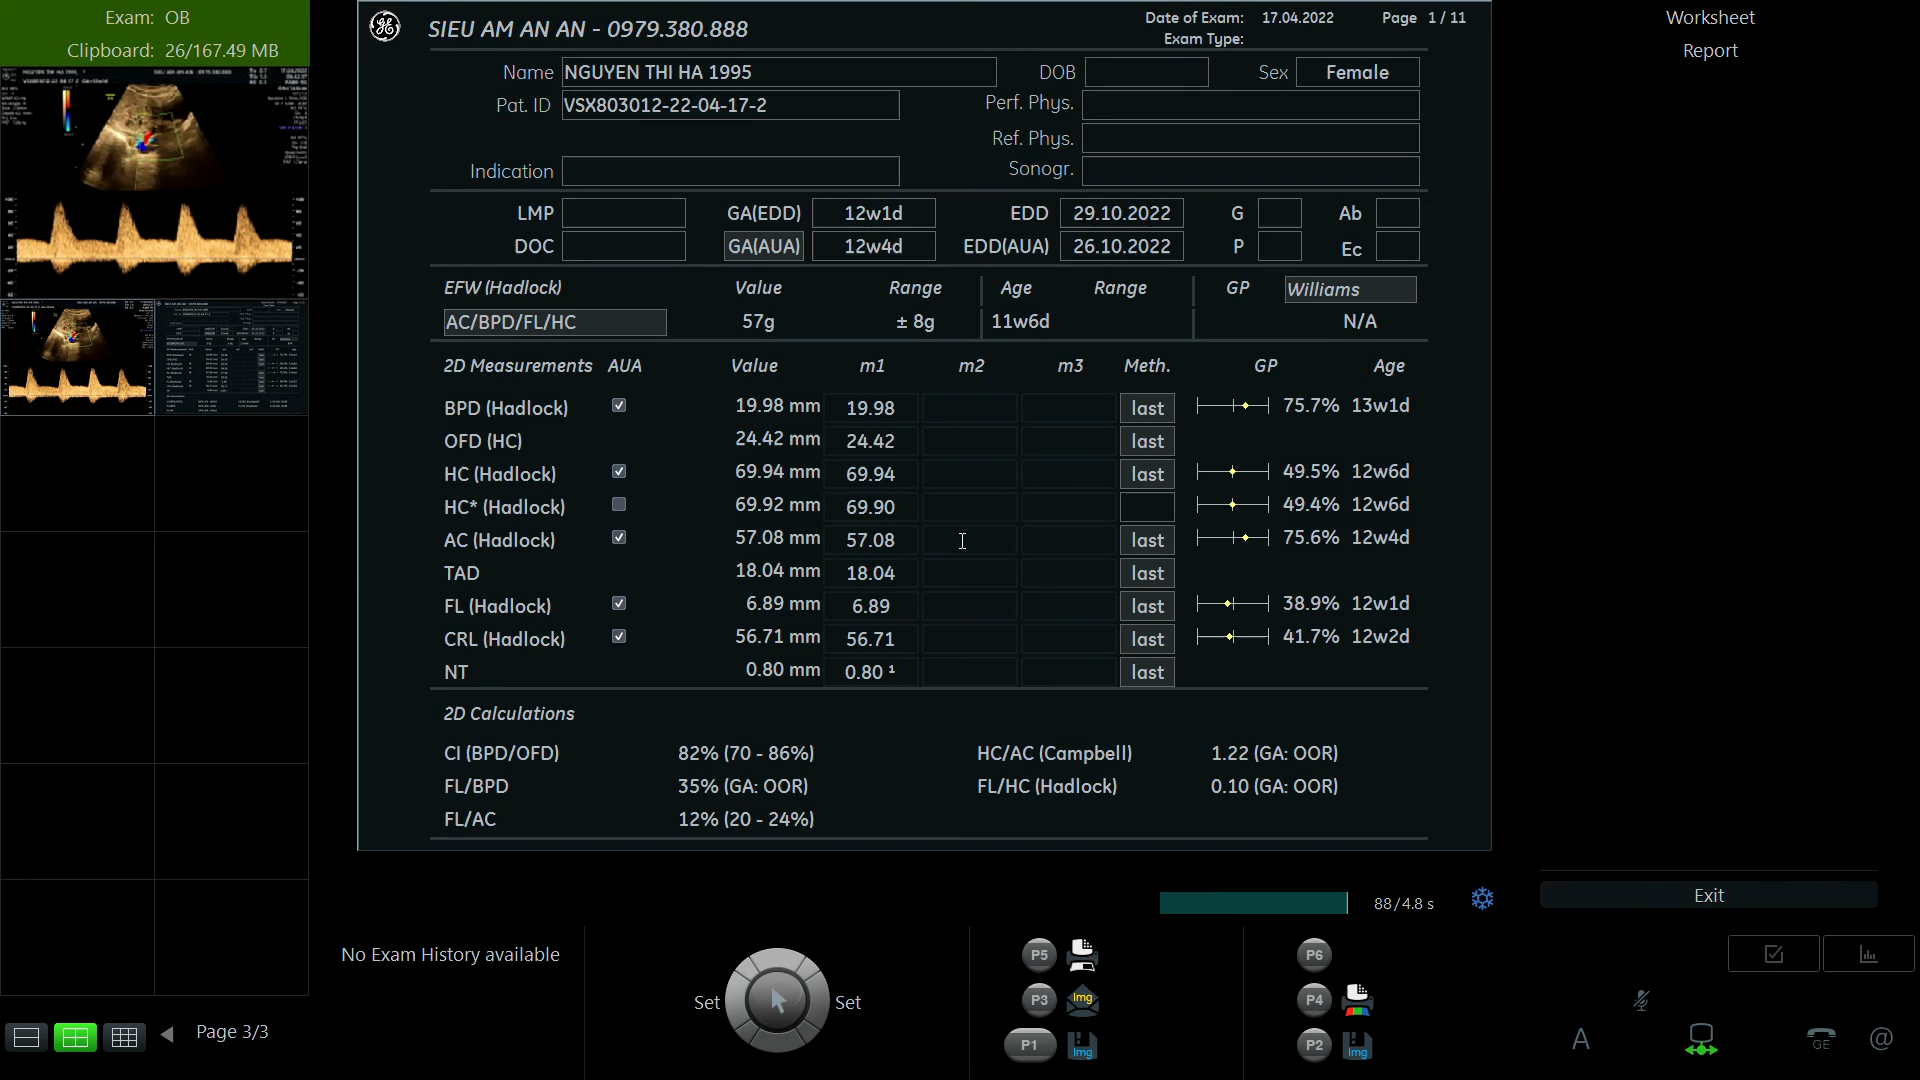 Exam: OB
Clipboard: 26/167.49 MB
SIEU AM AN AN - 0979.380.888
Date of Exam: 17.04.2022 Page 1 / 11
Exam Type:
Name NGUYEN THI HA 1995 DOB Sex Female
Pat. ID VSX803012-22-04-17-2 Perf. Phys.
Ref. Phys.
Indication Sonogr.
LMP GA(EDD) 12w1d EDD 29.10.2022 G Ab
DOC GA(AUA) 12w4d EDD(AUA) 26.10.2022 P Ec
EFW (Hadlock) Value Range Age Range GP Williams
AC/BPD/FL/HC 57g ± 8g 11w6d N/A
2D Measurements AUA Value m1 m2 m3 Meth. GP Age
BPD (Hadlock) 19.98 mm 19.98 last 75.7% 13w1d
OFD (HC) 24.42 mm 24.42 last
HC (Hadlock) 69.94 mm 69.94 last 49.5% 12w6d
HC* (Hadlock) 69.92 mm 69.90 49.4% 12w6d
AC (Hadlock) 57.08 mm 57.08 last 75.6% 12w4d
TAD 18.04 mm 18.04 last
FL (Hadlock) 6.89 mm 6.89 last 38.9% 12w1d
CRL (Hadlock) 56.71 mm 56.71 last 41.7% 12w2d
NT 0.80 mm 0.80 ¹ last
2D Calculations
CI (BPD/OFD) 82% (70 - 86%) HC/AC (Campbell) 1.22 (GA: OOR)
FL/BPD 35% (GA: OOR) FL/HC (Hadlock) 0.10 (GA: OOR)
FL/AC 12% (20 - 24%)
Worksheet
Report
88/4.8 s
Exit
No Exam History available
Set Set
P5
P3 Img
P1 Img
P6
P4
P2 Img
A GE @
Page 3/3